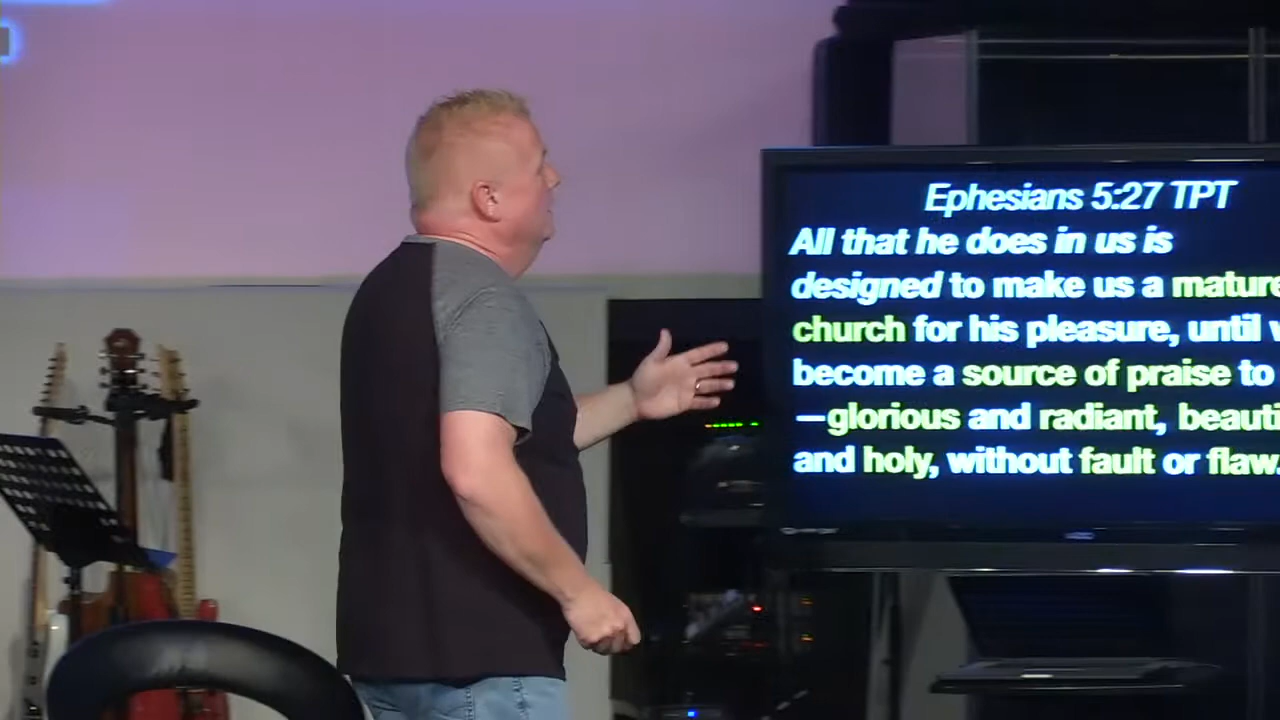 Ephesians 5:27 TPT
All that he does in us is
designed to make us a mature
church for his pleasure, until
become a source of praise to
—glorious and radiant,
and holy, without fault or flaw.